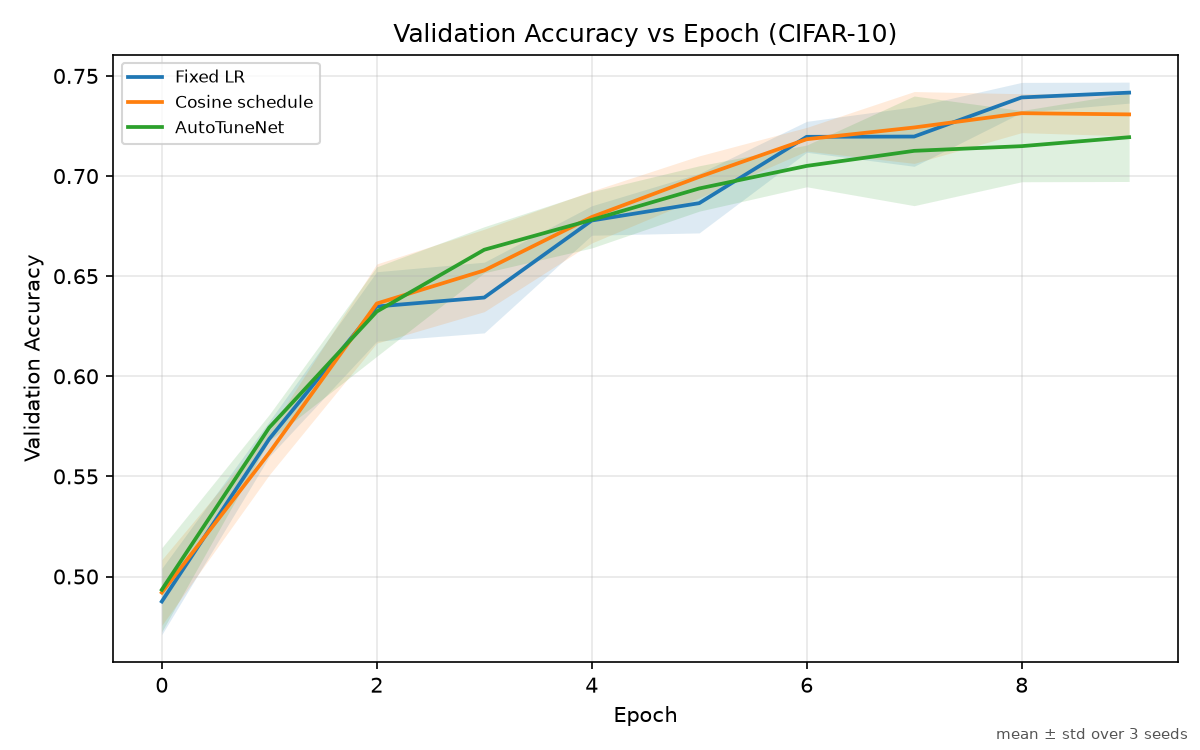 Validation Accuracy vs Epoch (CIFAR-10)
Fixed LR
Cosine schedule
AutoTuneNet
Validation Accuracy
0.75
0.70
0.65
0.60
0.55
0.50
0 2 4 6 8
Epoch
mean ± std over 3 seeds